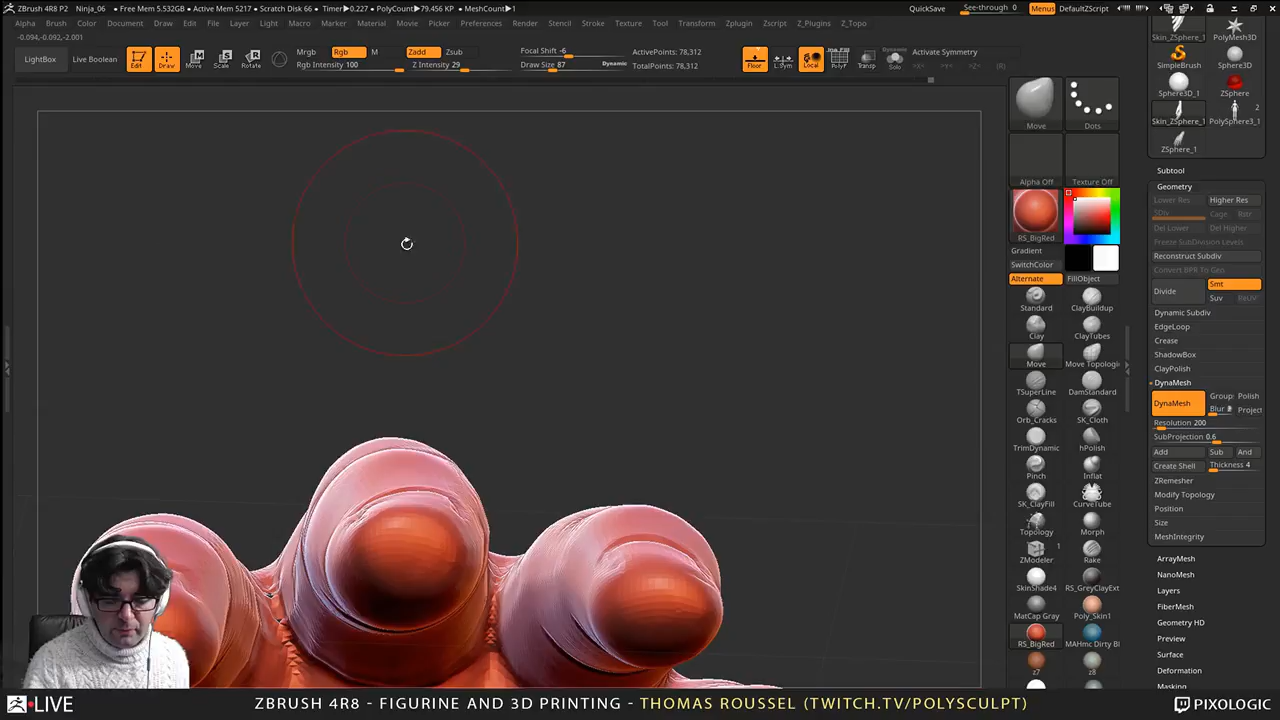 ZBrush 4R8 P2 Ninja_06 • Free Mem 5.532GB • Active Mem 5217 • Scratch Disk 66 • Timer▸0.227 • PolyCount▸79.456 KP • MeshCount▸1
QuickSave See-through 0 Menus DefaultZScript
Alpha Brush Color Document Draw Edit File Layer Light Macro Marker Material Movie Picker Preferences Render Stencil Stroke Texture Tool Transform Zplugin Zscript Z_Plugins Z_Topo
-0.094,-0.092,-2.001
LightBox Live Boolean Edit Draw Move Scale Rotate
Mrgb Rgb M
Rgb Intensity 100
Zadd Zsub
Z Intensity 29
Focal Shift -6
Draw Size 87 Dynamic
ActivePoints: 78,312
TotalPoints: 78,312
Floor L.Sym Local PolyF Transp Dynamic Solo
Activate Symmetry
(R)
Move Dots
Alpha Off Texture Off
RS_BigRed
Gradient
SwitchColor
Alternate FillObject
Standard ClayBuildup
Clay ClayTubes
Move Move Topologic
TSuperLine DamStandard
Orb_Cracks SK_Cloth
TrimDynamic hPolish
Pinch Inflat
SK_ClayFill CurveTube
Topology Morph
1
ZModeler Rake
SkinShade4 RS_GreyClayExt
MatCap Gray Poly_Skin1
RS_BigRed MAHmc Dirty Bl
z7 z8
Skin_ZSphere_1 PolyMesh3D
SimpleBrush Sphere3D
Sphere3D_1 ZSphere
2
Skin_ZSphere_1 PolySphere3_1
ZSphere_1
Subtool
Geometry
Lower Res Higher Res
SDiv Cage Rstr
Del Lower Del Higher
Freeze SubDivision Levels
Reconstruct Subdiv
Convert BPR To Geo
Divide Smt
Suv ReUV
Dynamic Subdiv
EdgeLoop
Crease
ShadowBox
ClayPolish
DynaMesh
DynaMesh Group Polish
Blur Project
Resolution 200
SubProjection 0.6
Add Sub And
Create Shell Thickness 4
ZRemesher
Modify Topology
Position
Size
MeshIntegrity
ArrayMesh
NanoMesh
Layers
FiberMesh
Geometry HD
Preview
Surface
Deformation
Masking
LIVE ZBRUSH 4R8 - FIGURINE AND 3D PRINTING - THOMAS ROUSSEL (TWITCH.TV/POLYSCULPT) PIXOLOGIC